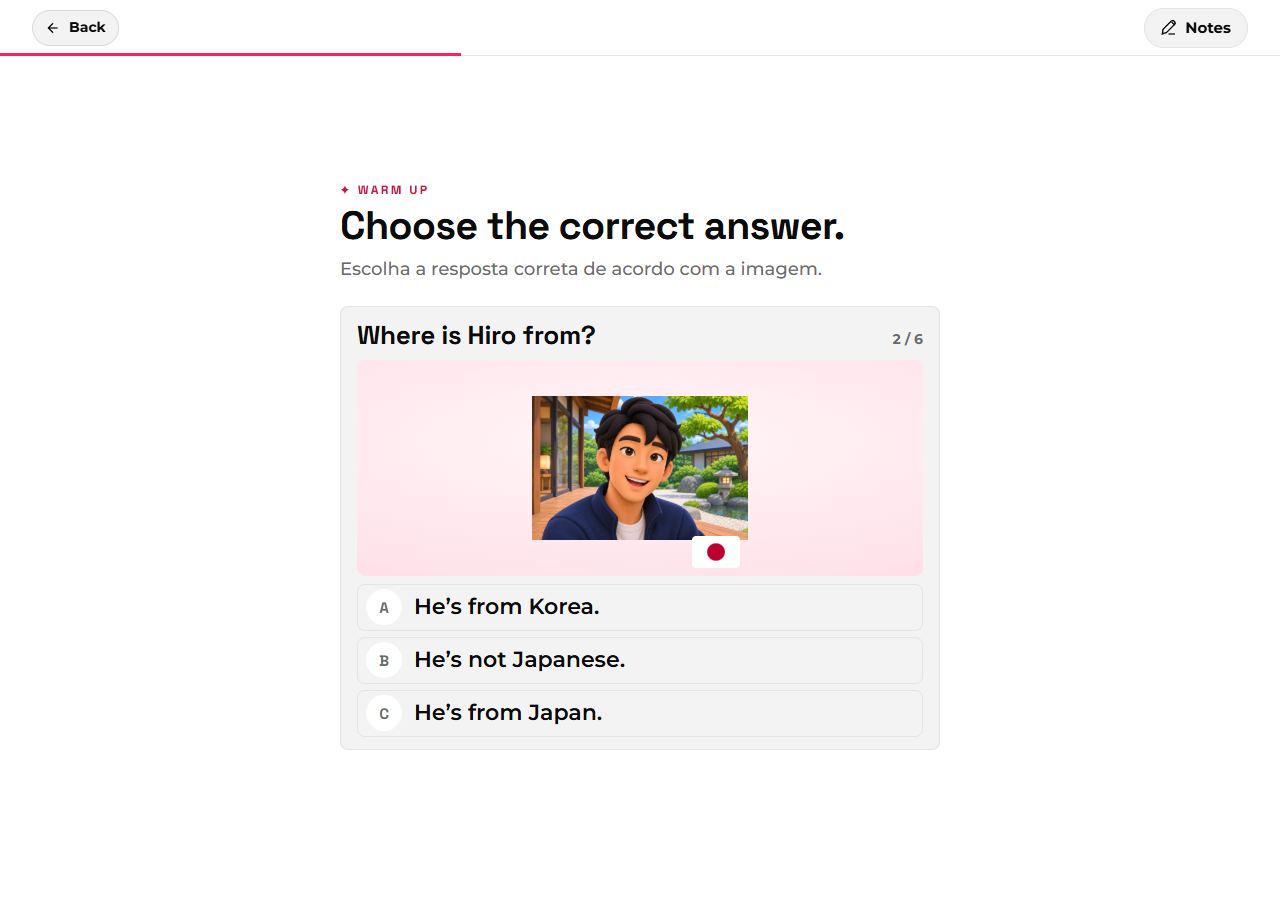 Back
Notes
✦ WARM UP
Choose the correct answer.
Escolha a resposta correta de acordo com a imagem.
Where is Hiro from?
2 / 6
A He’s from Korea.
B He’s not Japanese.
C He’s from Japan.